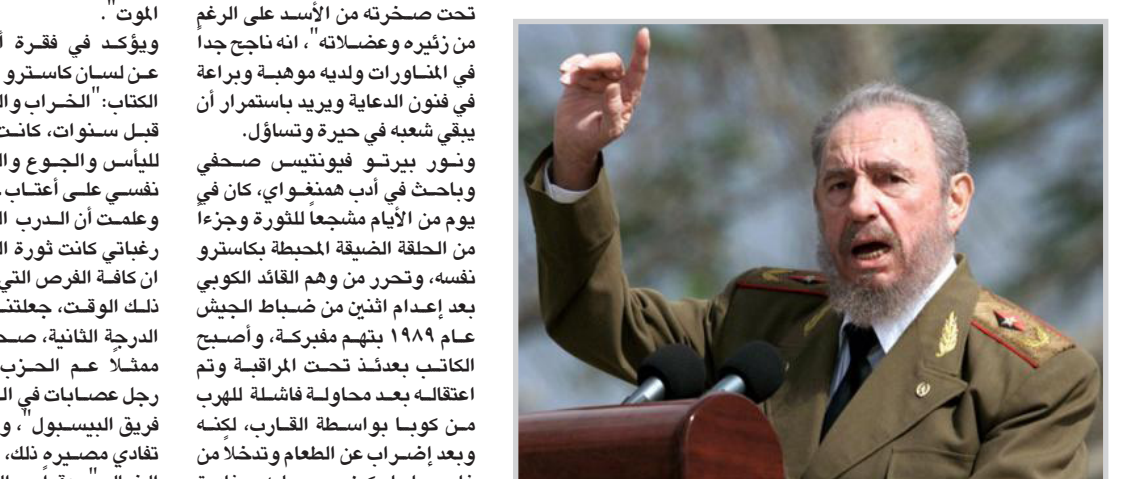 تحت صخرته من الأسد على الرغم
من زئيره وعضلاته"، انه ناجح جداً
في المناورات ولديه موهبة وبراعة
في فنون الدعاية ويريد باستمرار أن
يبقي شعبه في حيرة وتساؤل.
ونور بيرتو فيونتيس صحفي
وباحث في أدب همنغواي، كان في
يوم من الأيام مشجعاً للثورة وجزءاً
من الحلقة الضيقة المحيطة بكاسترو
نفسه، وتحرر من وهم القائد الكوبي
بعد إعدام اثنين من ضباط الجيش
عام ١٩٨٩ بتهم مفبركة، وأصبح
الكاتب بعدئذ تحت المراقبة وتم
اعتقاله بعد محاولة فاشلة للهرب
من كوبا بواسطة القارب، لكنه
وبعد إضراب عن الطعام وتدخلاً من
الموت".
ويؤكد في فقرة
عن لسان كاسترو
الكتاب:"الخراب
قبل سنوات، كانت
للبأس والجوع
نفسي على أعتاب
وعلمت أن الدرب
رغباتي كانت ثورة
ان كافة الفرص التي
ذلك الوقت،
الدرجة الثانية،
ممثلاً عم الحزب
رجل عصابات في
فريق البيسبول"،
تفادي مصيره ذلك،